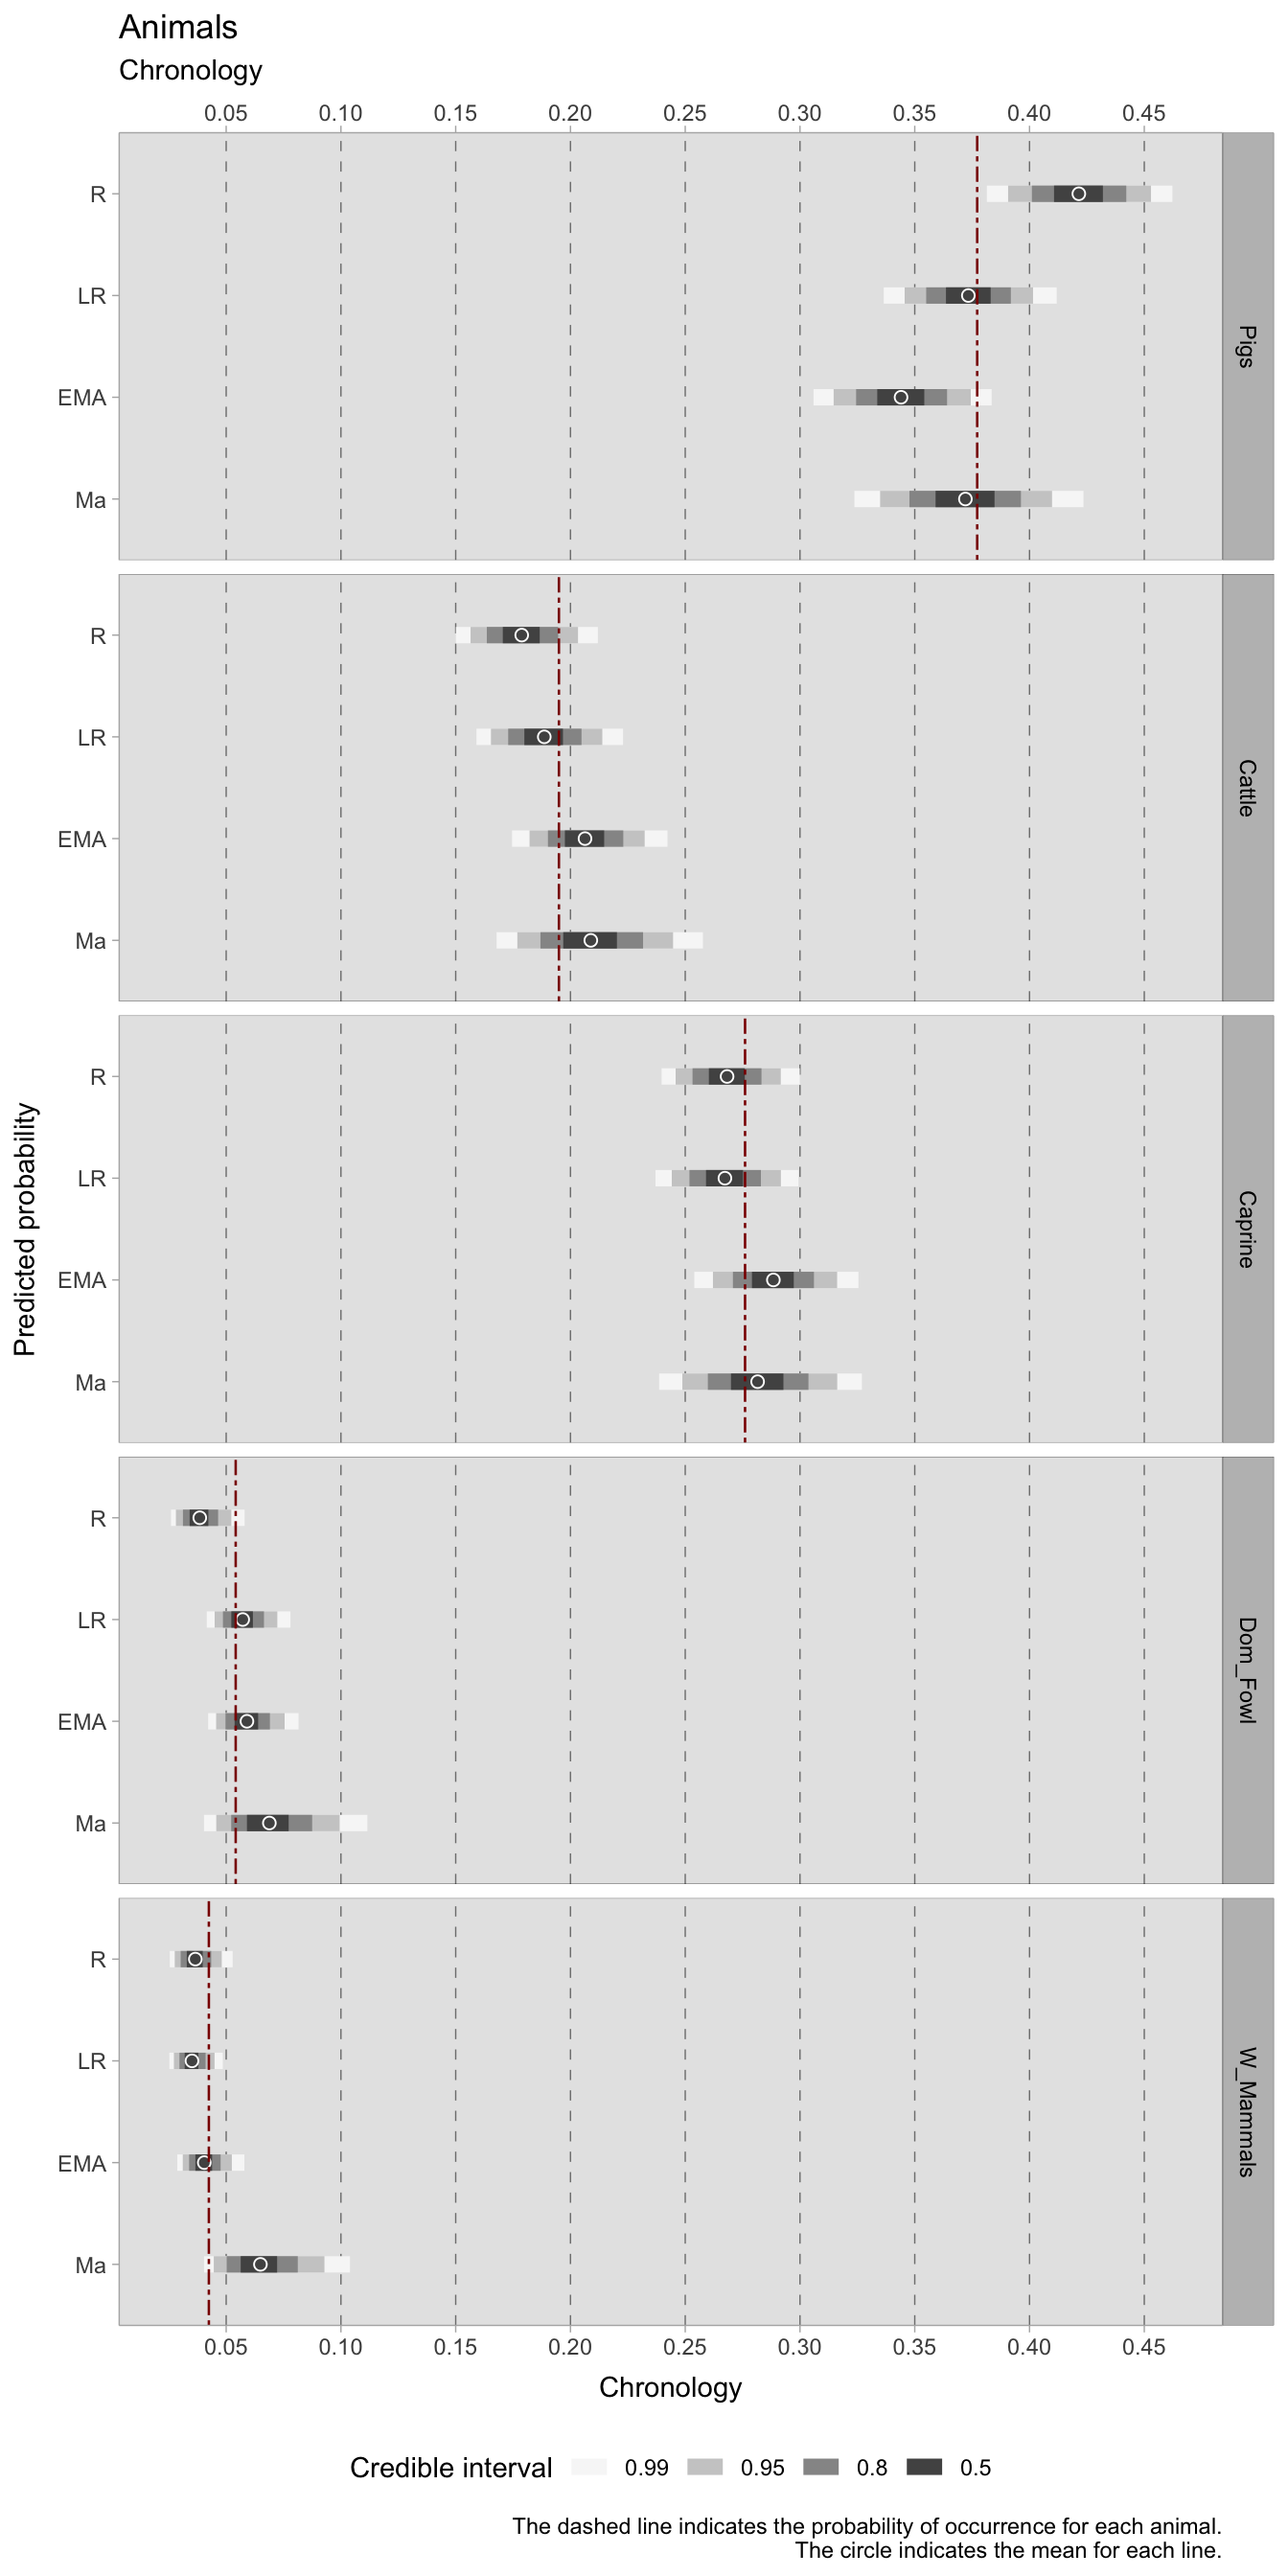 Animals
Chronology
0.05 0.10 0.15 0.20 0.25 0.30 0.35 0.40 0.45
R
LR
EMA
Ma
Pigs
R
LR
EMA
Ma
Cattle
R
LR
EMA
Ma
Caprine
Predicted probability
R
LR
EMA
Ma
Dom_Fowl
R
LR
EMA
Ma
W_Mammals
0.05 0.10 0.15 0.20 0.25 0.30 0.35 0.40 0.45
Chronology
Credible interval 0.99 0.95 0.8 0.5
The dashed line indicates the probability of occurrence for each animal.
The circle indicates the mean for each line.